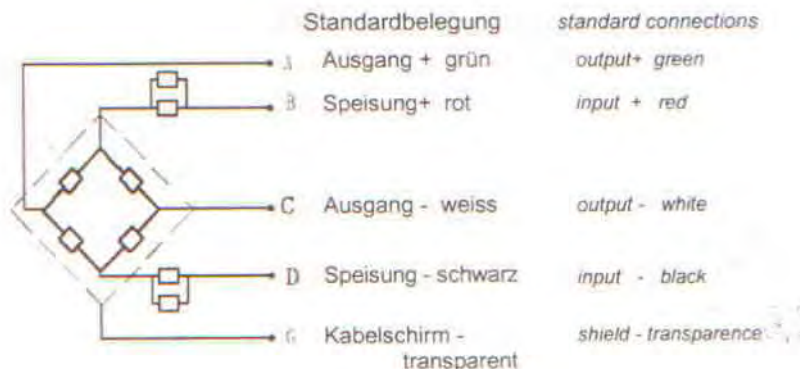 Standardbelegung standard connections
A Ausgang + grün output+ green
B Speisung+ rot input + red
C Ausgang - weiss output - white
D Speisung - schwarz input - black
G Kabelschirm - shield - transparence
transparent